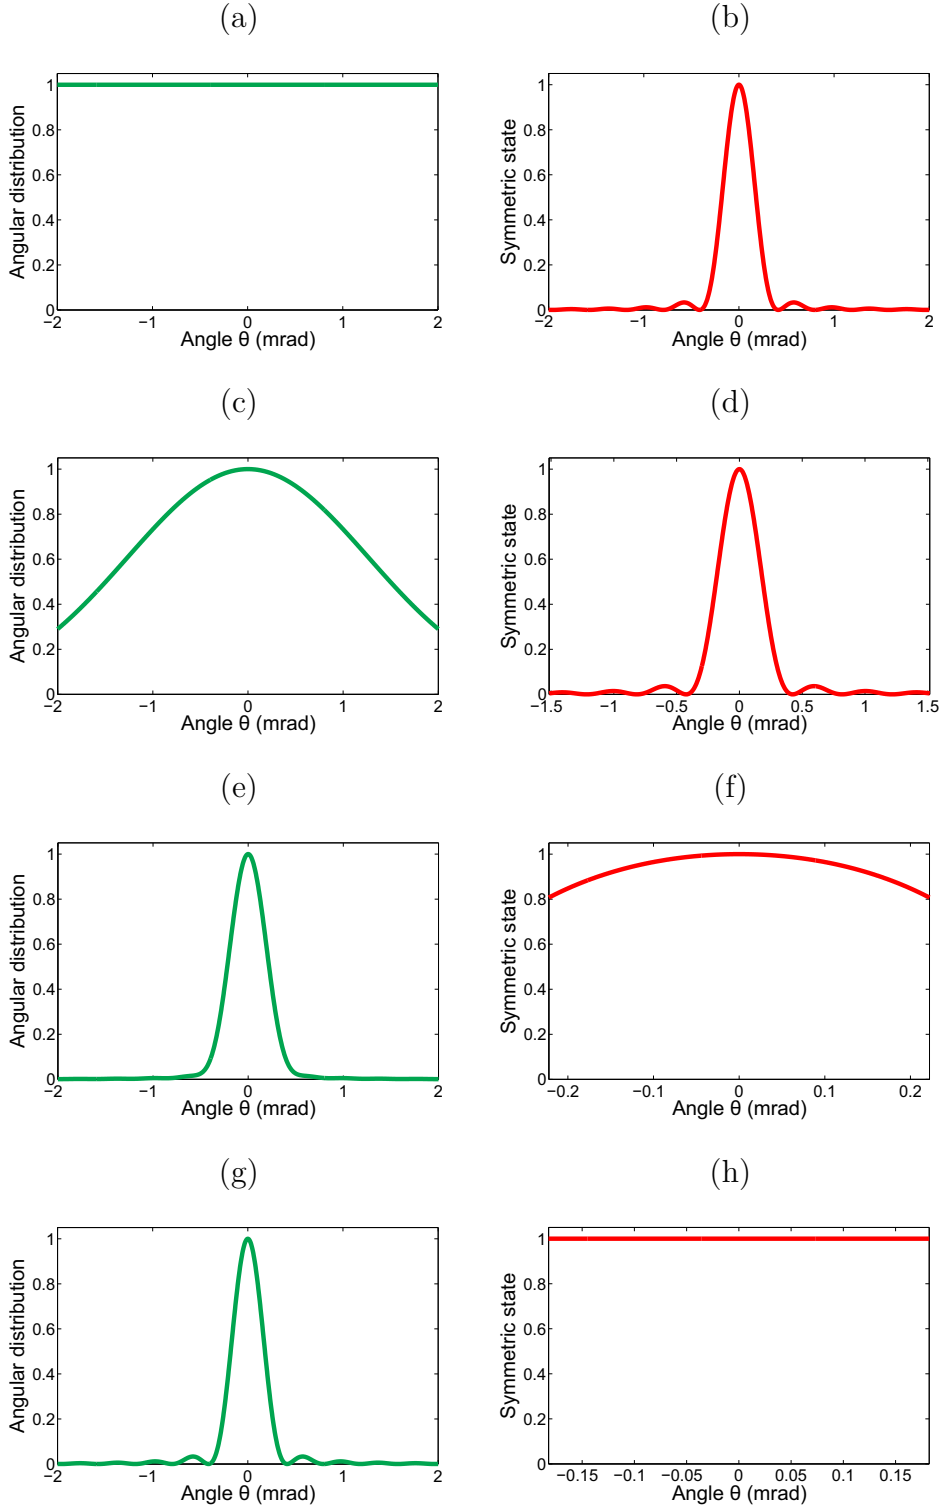 (a)
(b)
Angular distribution
1
0.8
0.6
0.4
0.2
0
−2 −1 0 1 2
Angle θ (mrad)
Symmetric state
1
0.8
0.6
0.4
0.2
0
−2 −1 0 1 2
Angle θ (mrad)
(c)
(d)
Angular distribution
1
0.8
0.6
0.4
0.2
0
−2 −1 0 1 2
Angle θ (mrad)
Symmetric state
1
0.8
0.6
0.4
0.2
0
−1.5 −1 −0.5 0 0.5 1 1.5
Angle θ (mrad)
(e)
(f)
Angular distribution
1
0.8
0.6
0.4
0.2
0
−2 −1 0 1 2
Angle θ (mrad)
Symmetric state
1
0.8
0.6
0.4
0.2
0
−0.2 −0.1 0 0.1 0.2
Angle θ (mrad)
(g)
(h)
Angular distribution
1
0.8
0.6
0.4
0.2
0
−2 −1 0 1 2
Angle θ (mrad)
Symmetric state
1
0.8
0.6
0.4
0.2
0
−0.15 −0.1 −0.05 0 0.05 0.1 0.15
Angle θ (mrad)